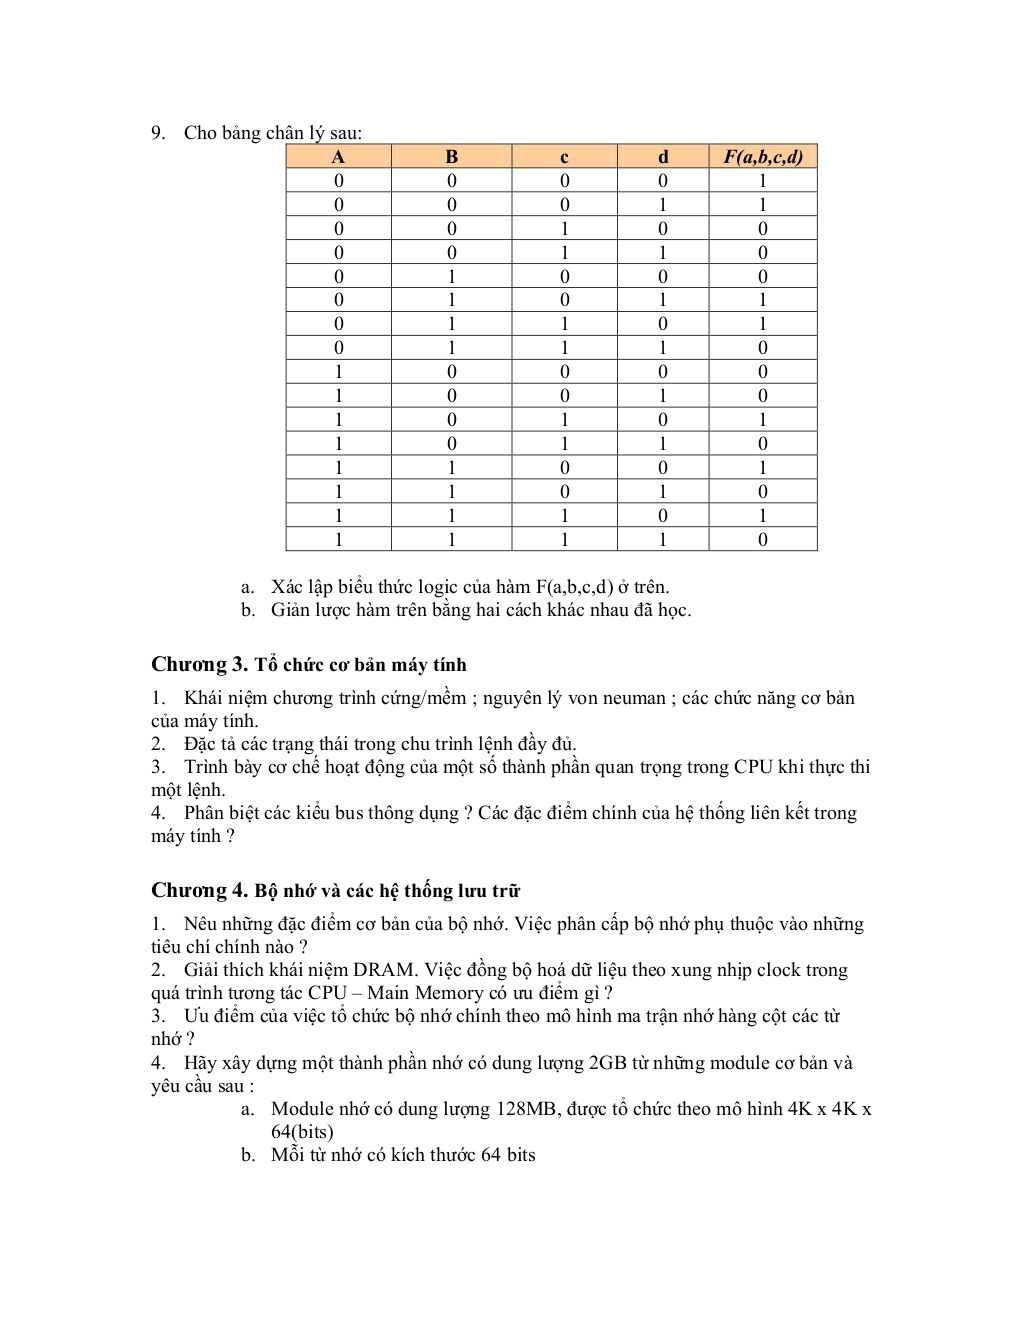 9. Cho bảng chân lý sau:
A B c d F(a,b,c,d)
0 0 0 0 1
0 0 0 1 1
0 0 1 0 0
0 0 1 1 0
0 1 0 0 0
0 1 0 1 1
0 1 1 0 1
0 1 1 1 0
1 0 0 0 0
1 0 0 1 0
1 0 1 0 1
1 0 1 1 0
1 1 0 0 1
1 1 0 1 0
1 1 1 0 1
1 1 1 1 0
a. Xác lập biểu thức logic của hàm F(a,b,c,d) ở trên.
b. Giản lược hàm trên bằng hai cách khác nhau đã học.
Chương 3. Tổ chức cơ bản máy tính
1. Khái niệm chương trình cứng/mềm ; nguyên lý von neuman ; các chức năng cơ bản
của máy tính.
2. Đặc tả các trạng thái trong chu trình lệnh đầy đủ.
3. Trình bày cơ chế hoạt động của một số thành phần quan trọng trong CPU khi thực thi
một lệnh.
4. Phân biệt các kiểu bus thông dụng ? Các đặc điểm chính của hệ thống liên kết trong
máy tính ?
Chương 4. Bộ nhớ và các hệ thống lưu trữ
1. Nêu những đặc điểm cơ bản của bộ nhớ. Việc phân cấp bộ nhớ phụ thuộc vào những
tiêu chí chính nào ?
2. Giải thích khái niệm DRAM. Việc đồng bộ hoá dữ liệu theo xung nhịp clock trong
quá trình tương tác CPU – Main Memory có ưu điểm gì ?
3. Ưu điểm của việc tổ chức bộ nhớ chính theo mô hình ma trận nhớ hàng cột các từ
nhớ ?
4. Hãy xây dựng một thành phần nhớ có dung lượng 2GB từ những module cơ bản và
yêu cầu sau :
a. Module nhớ có dung lượng 128MB, được tổ chức theo mô hình 4K x 4K x
64(bits)
b. Mỗi từ nhớ có kích thước 64 bits